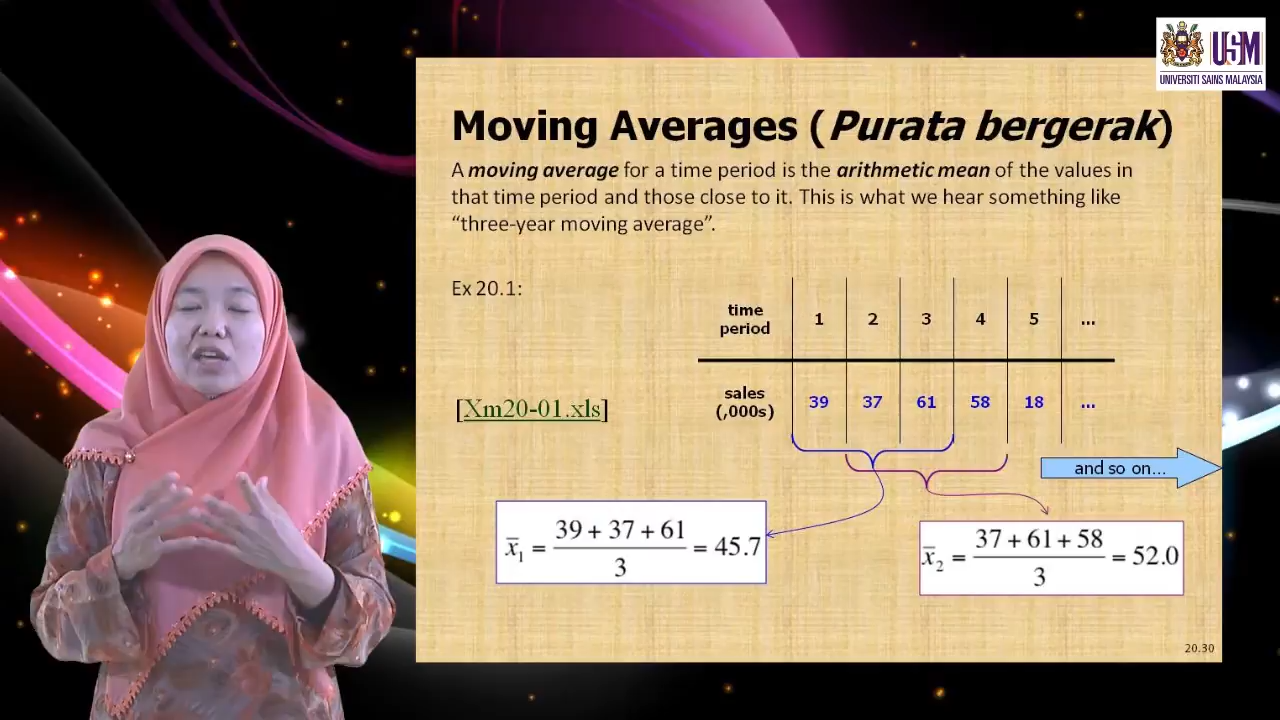 USM
UNIVERSITI SAINS MALAYSIA
Moving Averages (Purata bergerak)
A moving average for a time period is the arithmetic mean of the values in
that time period and those close to it. This is what we hear something like
“three-year moving average”.
Ex 20.1:
time
period
1 2 3 4 5 ...
[Xm20-01.xls]
sales
(,000s)
39 37 61 58 18 ...
and so on...
x̅₁ = (39 + 37 + 61)/3 = 45.7
x̅₂ = (37 + 61 + 58)/3 = 52.0
20.30